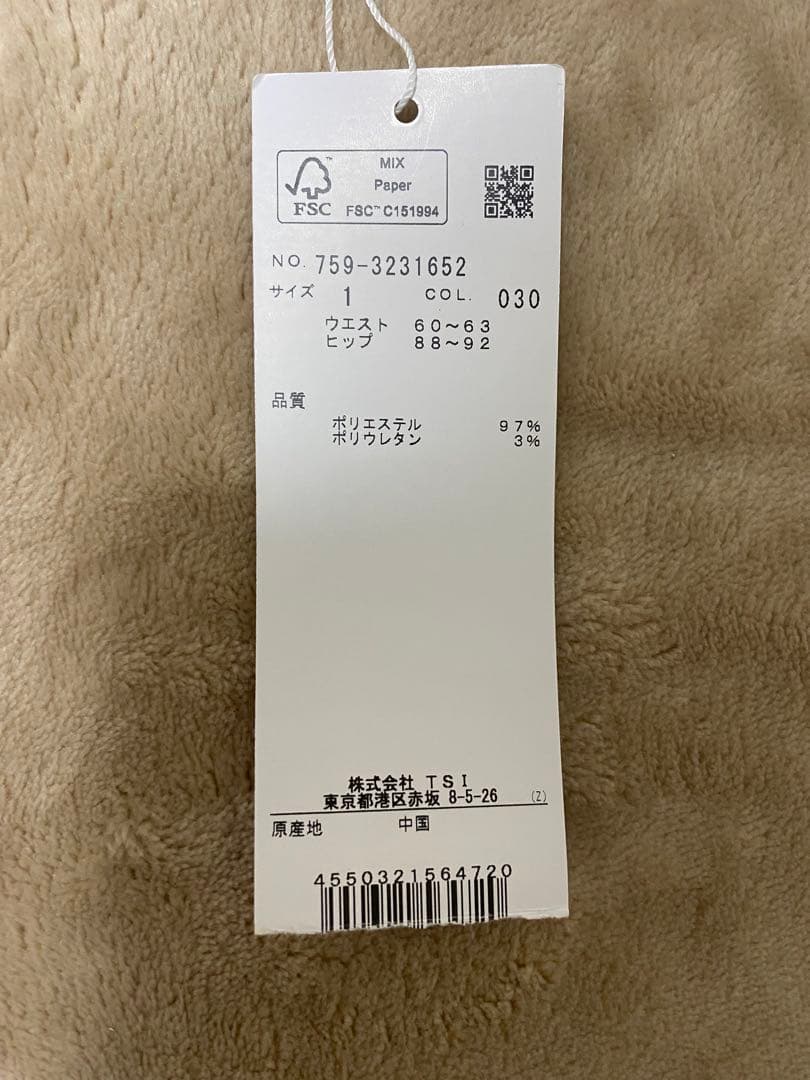 MIX
Paper
FSC™ C151994
FSC™
NO. 759-3231652
サイズ 1 COL. 030
ウエスト 60～63
ヒップ 88～92
品質
ポリエステル 97%
ポリウレタン 3%
株式会社 TSI
東京都港区赤坂 8-5-26 (Z)
原産地 中国
4550321564720